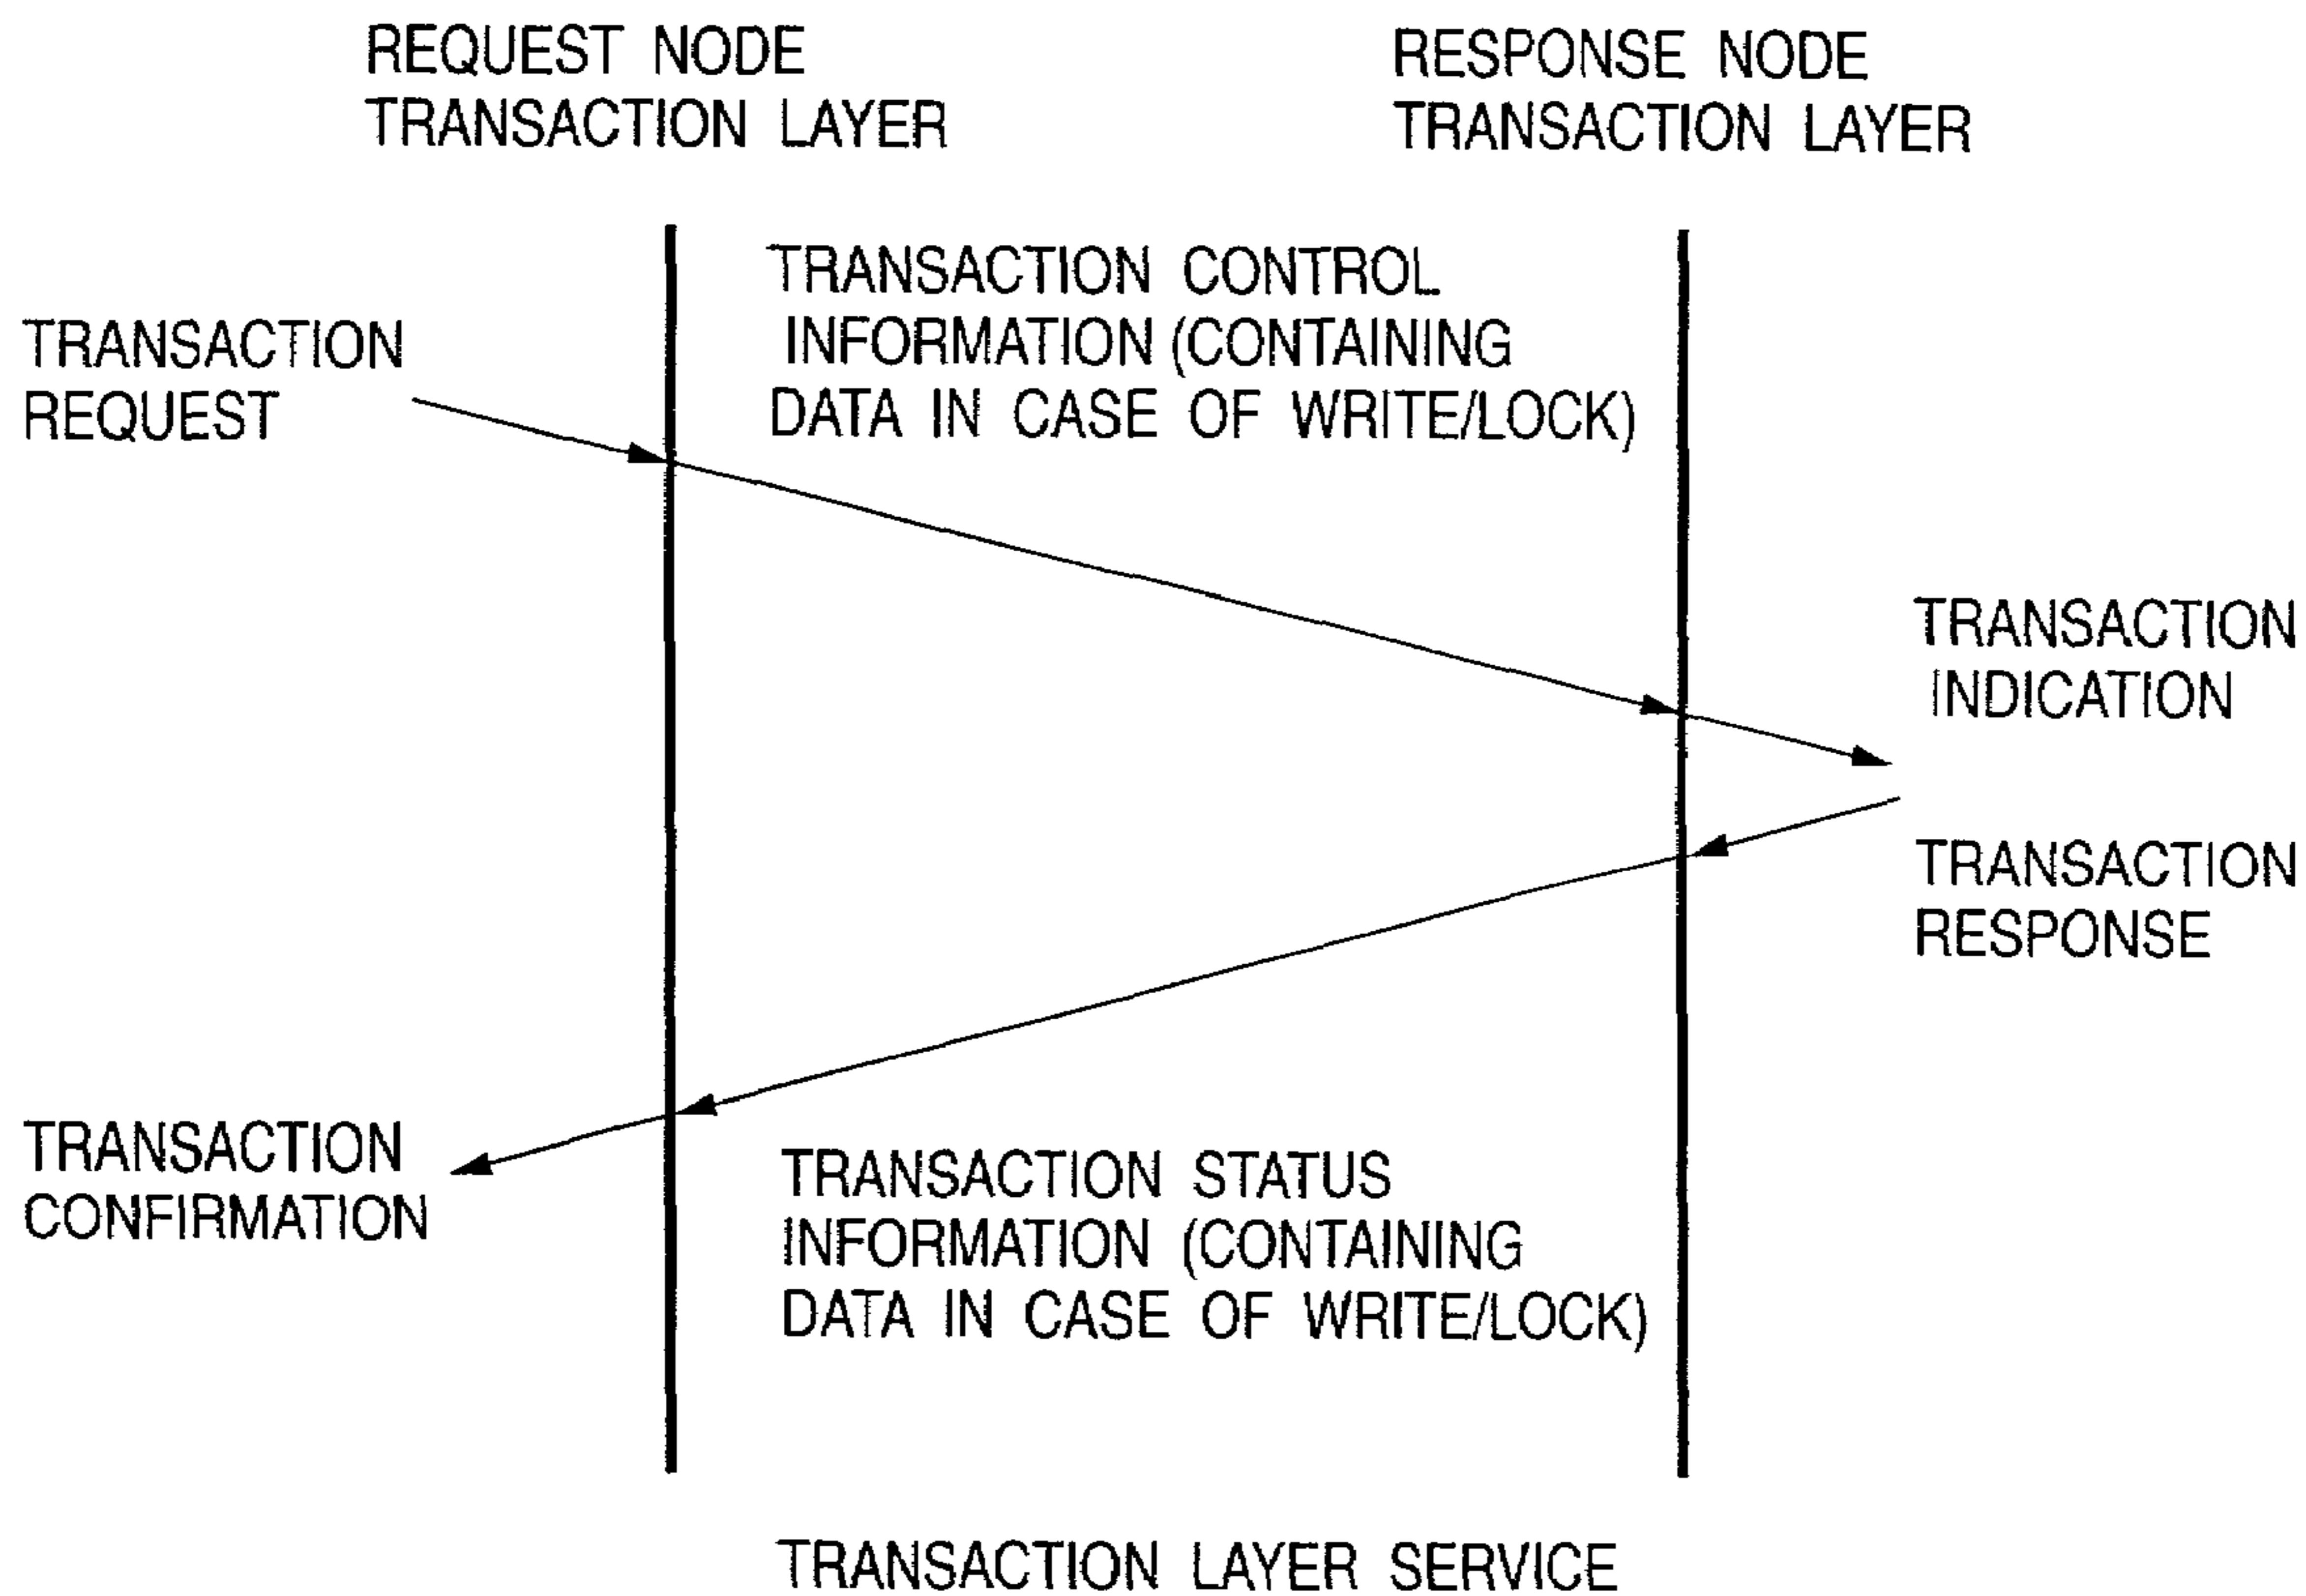 REQUEST NODE
TRANSACTION LAYER
RESPONSE NODE
TRANSACTION LAYER
TRANSACTION CONTROL
INFORMATION (CONTAINING
DATA IN CASE OF WRITE/LOCK)
TRANSACTION
REQUEST
TRANSACTION
INDICATION
TRANSACTION
RESPONSE
TRANSACTION
CONFIRMATION
TRANSACTION STATUS
INFORMATION (CONTAINING
DATA IN CASE OF WRITE/LOCK)
TRANSACTION LAYER SERVICE